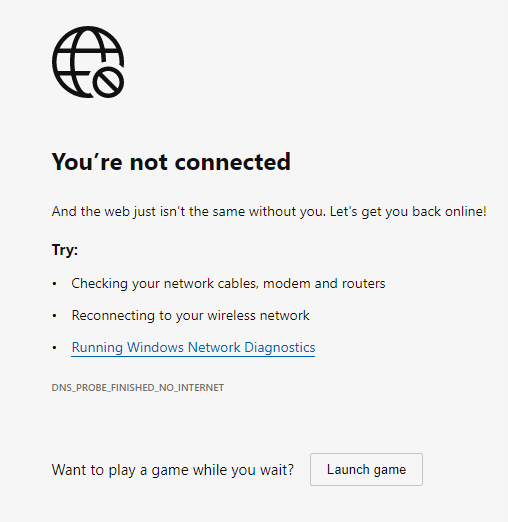 You’re not connected
And the web just isn't the same without you. Let's get you back online!
Try:
• Checking your network cables, modem and routers
• Reconnecting to your wireless network
• Running Windows Network Diagnostics
DNS_PROBE_FINISHED_NO_INTERNET
Want to play a game while you wait? Launch game